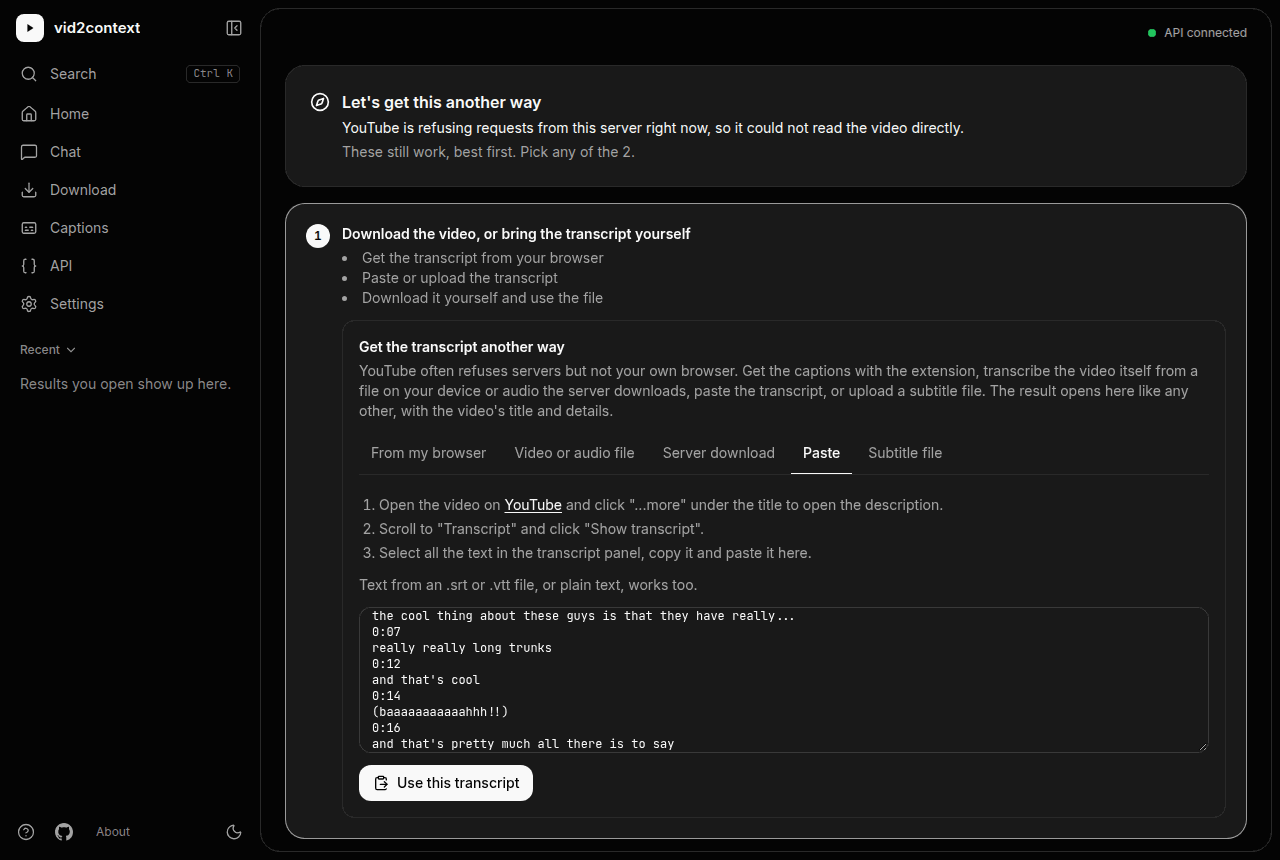 vid2context
Search
Ctrl K
Home
Chat
Download
Captions
API
Settings
Recent
Results you open show up here.
About
API connected
Let's get this another way
YouTube is refusing requests from this server right now, so it could not read the video directly.
These still work, best first. Pick any of the 2.
1
Download the video, or bring the transcript yourself
• Get the transcript from your browser
• Paste or upload the transcript
• Download it yourself and use the file
Get the transcript another way
YouTube often refuses servers but not your own browser. Get the captions with the extension, transcribe the video itself from a
file on your device or audio the server downloads, paste the transcript, or upload a subtitle file. The result opens here like any
other, with the video's title and details.
From my browser
Video or audio file
Server download
Paste
Subtitle file
1. Open the video on YouTube and click "...more" under the title to open the description.
2. Scroll to "Transcript" and click "Show transcript".
3. Select all the text in the transcript panel, copy it and paste it here.
Text from an .srt or .vtt file, or plain text, works too.
the cool thing about these guys is that they have really...
0:07
really really long trunks
0:12
and that's cool
0:14
(baaaaaaaaaaahhh!!)
0:16
and that's pretty much all there is to say
Use this transcript